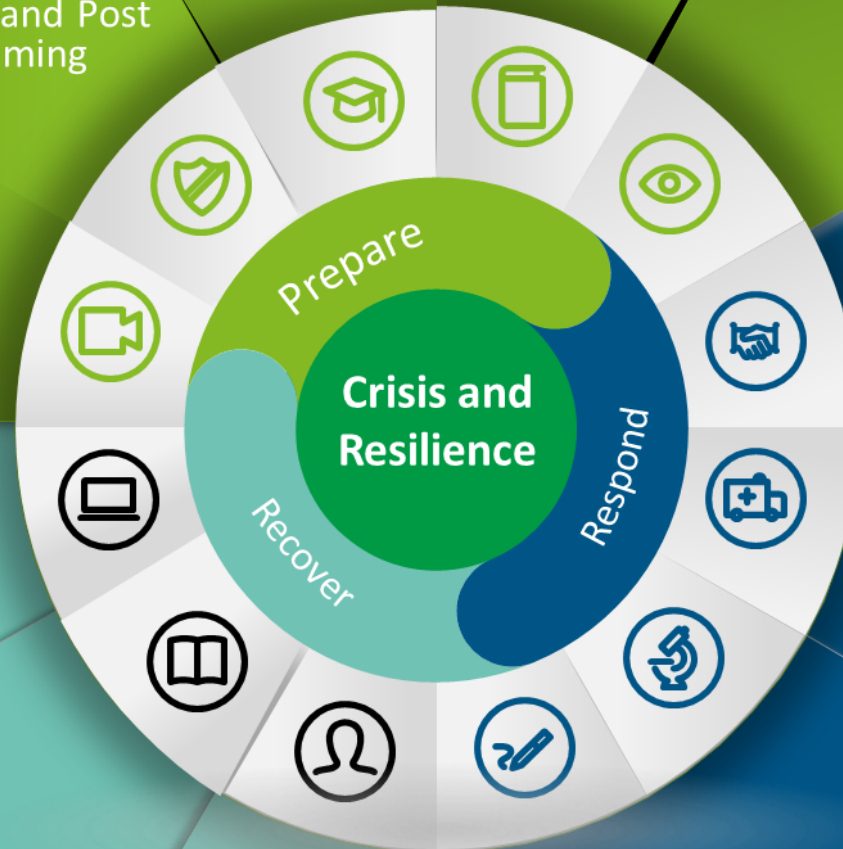 and Post
ming
Prepare
Crisis and
Resilience
Respond
Recover